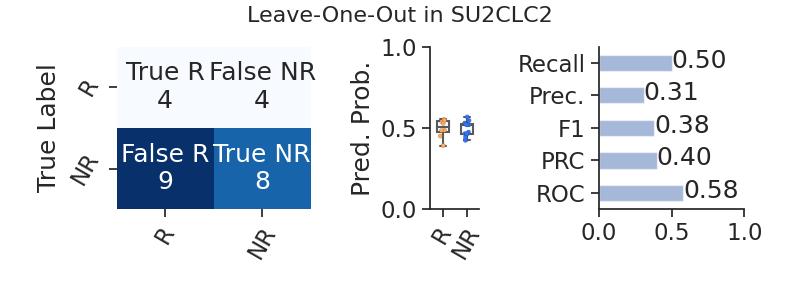 Leave-One-Out in SU2CLC2
True Label
R
NR
True R
4
False NR
4
False R
9
True NR
8
R
NR
Pred. Prob.
1.0
0.5
0.0
R
NR
Recall
Prec.
F1
PRC
ROC
0.50
0.31
0.38
0.40
0.58
0.0
0.5
1.0